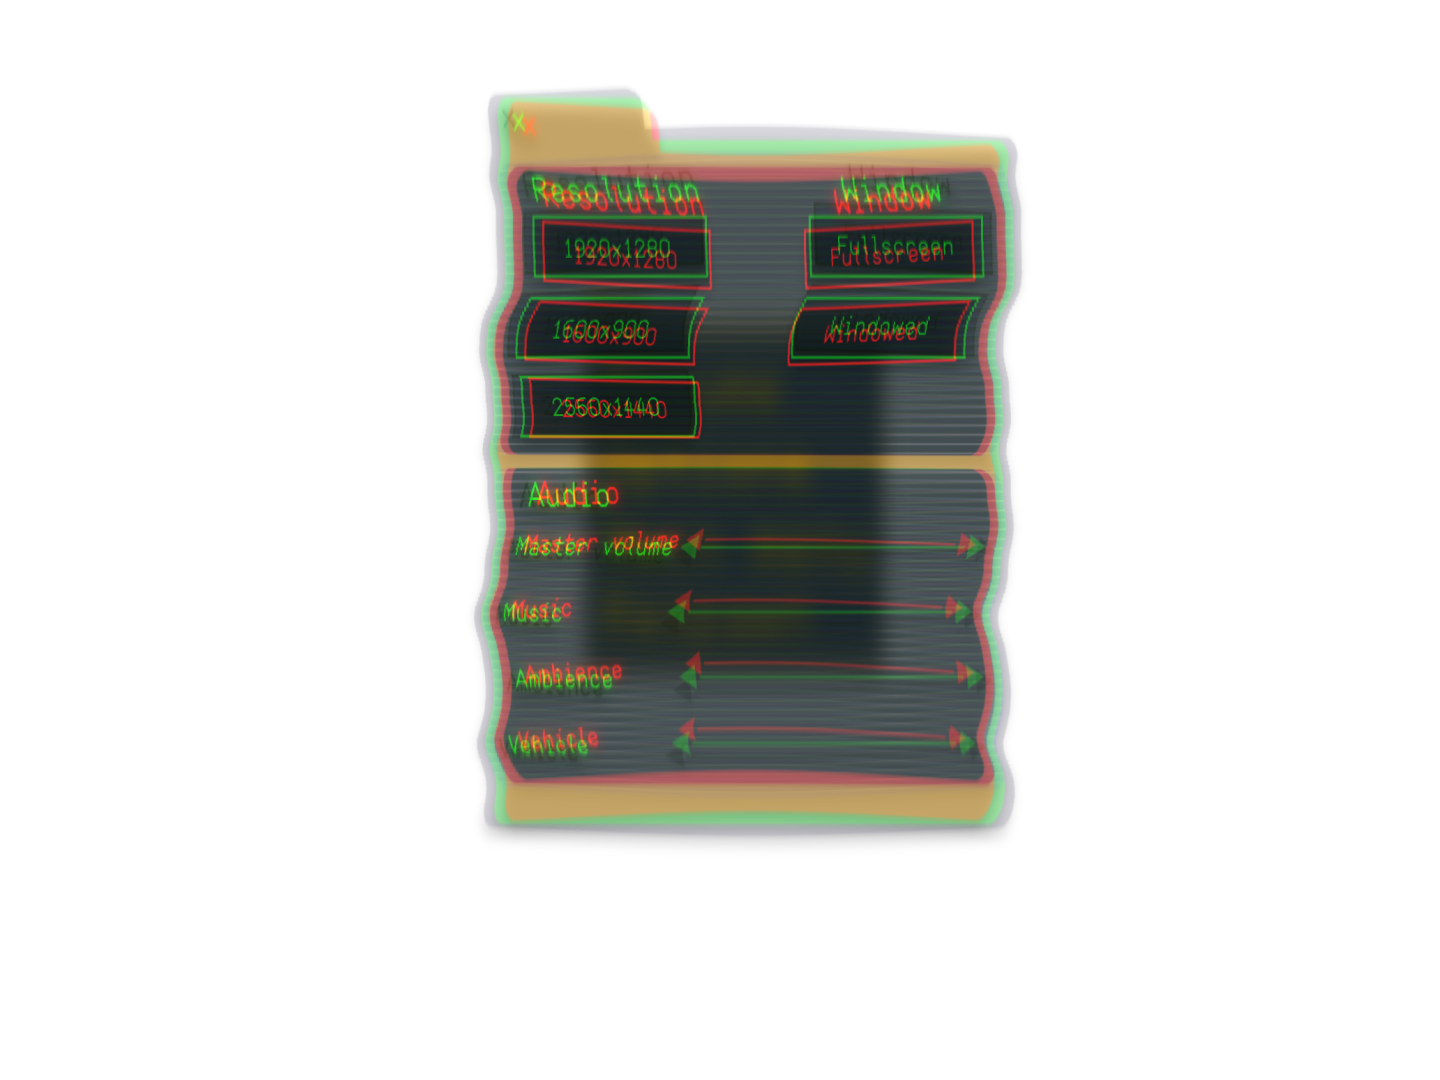 x
Resolution
Window
1920x1280
Fullscreen
1600x900
Windowed
2560x1440
Audio
Master volume
Music
Ambience
Vehicle